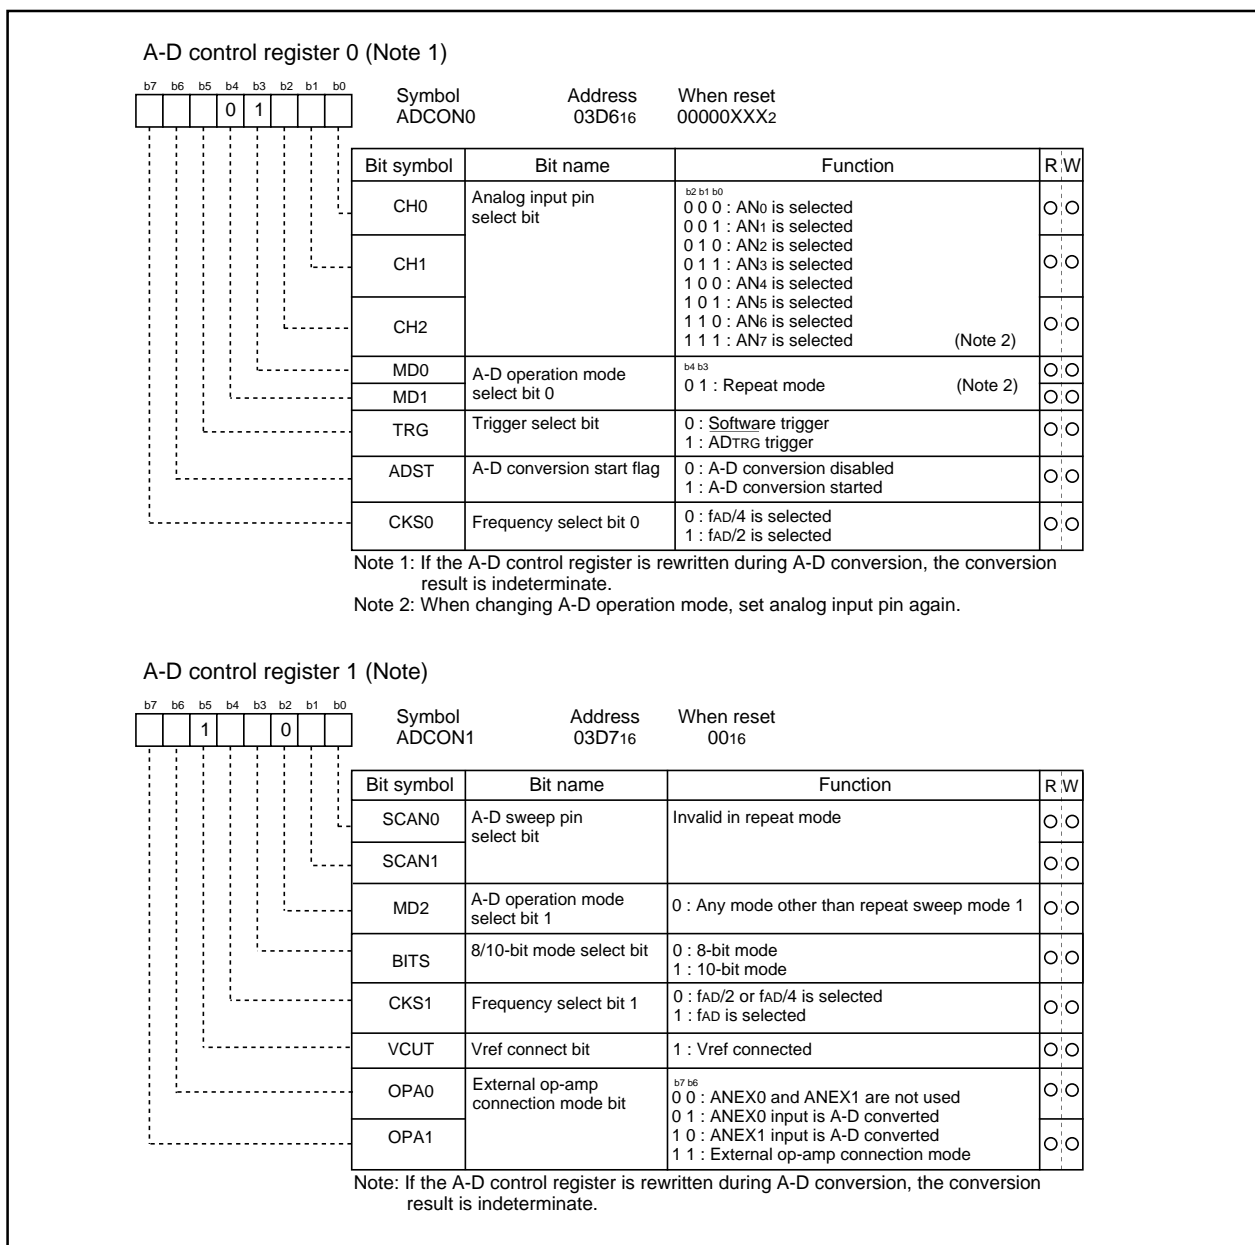 A-D control register 0 (Note 1)
b7 b6 b5 b4 b3 b2 b1 b0
0 1
Symbol Address When reset
ADCON0 03D616 00000XXX2
Bit symbol Bit name Function R W
CH0 Analog input pin select bit
b2 b1 b0
0 0 0 : AN0 is selected
0 0 1 : AN1 is selected
0 1 0 : AN2 is selected
CH1 0 1 1 : AN3 is selected
1 0 0 : AN4 is selected
1 0 1 : AN5 is selected
CH2 1 1 0 : AN6 is selected
1 1 1 : AN7 is selected (Note 2)
MD0 A-D operation mode select bit 0
b4 b3
0 1 : Repeat mode (Note 2)
MD1
TRG Trigger select bit 0 : Software trigger
1 : ADTRG trigger
ADST A-D conversion start flag 0 : A-D conversion disabled
1 : A-D conversion started
CKS0 Frequency select bit 0 0 : fAD/4 is selected
1 : fAD/2 is selected
Note 1: If the A-D control register is rewritten during A-D conversion, the conversion
result is indeterminate.
Note 2: When changing A-D operation mode, set analog input pin again.
A-D control register 1 (Note)
b7 b6 b5 b4 b3 b2 b1 b0
1 0
Symbol Address When reset
ADCON1 03D716 0016
Bit symbol Bit name Function R W
SCAN0 A-D sweep pin select bit Invalid in repeat mode
SCAN1
MD2 A-D operation mode select bit 1 0 : Any mode other than repeat sweep mode 1
BITS 8/10-bit mode select bit 0 : 8-bit mode
1 : 10-bit mode
CKS1 Frequency select bit 1 0 : fAD/2 or fAD/4 is selected
1 : fAD is selected
VCUT Vref connect bit 1 : Vref connected
OPA0 External op-amp connection mode bit
b7 b6
0 0 : ANEX0 and ANEX1 are not used
0 1 : ANEX0 input is A-D converted
OPA1 1 0 : ANEX1 input is A-D converted
1 1 : External op-amp connection mode
Note: If the A-D control register is rewritten during A-D conversion, the conversion
result is indeterminate.